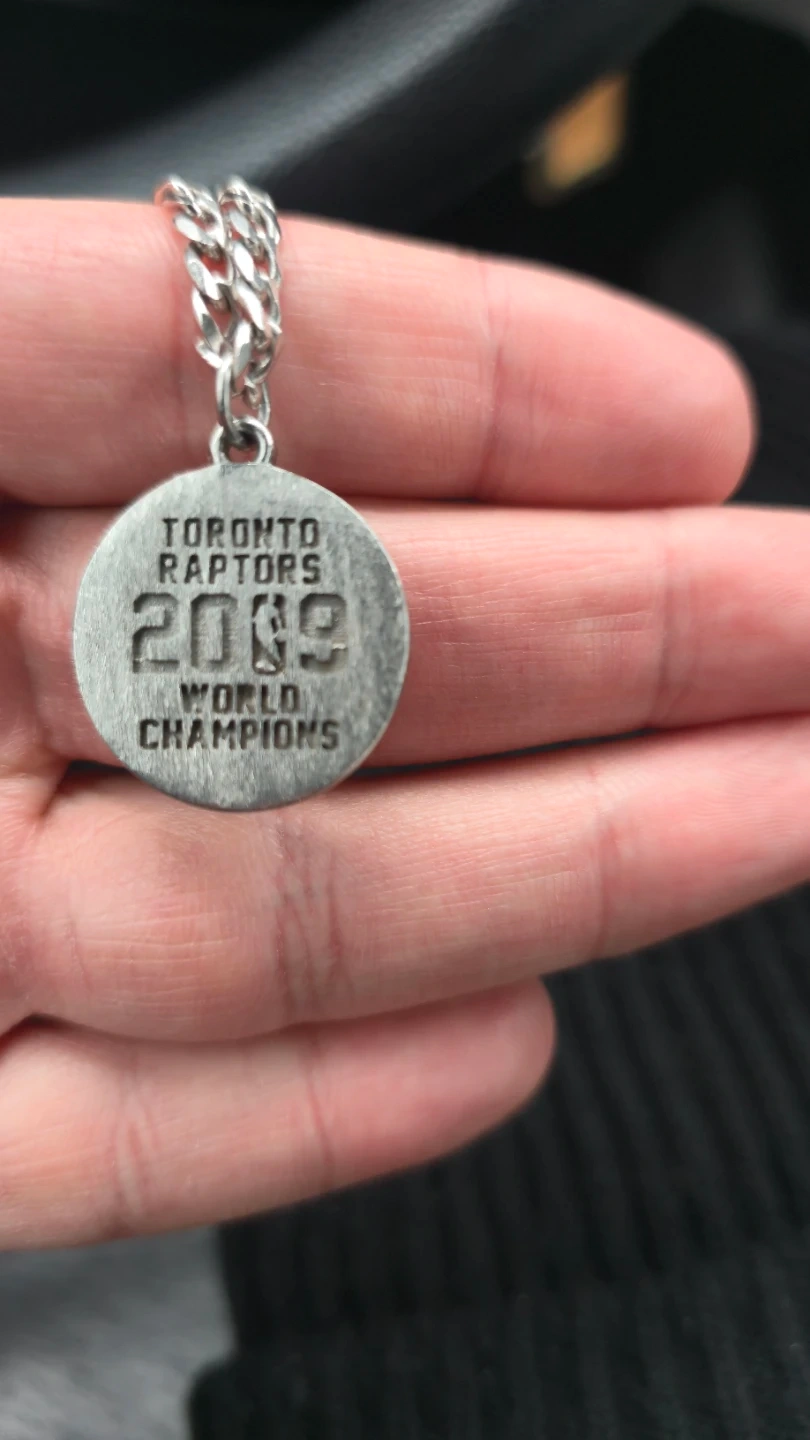 TORONTO
RAPTORS
2019
WORLD
CHAMPIONS